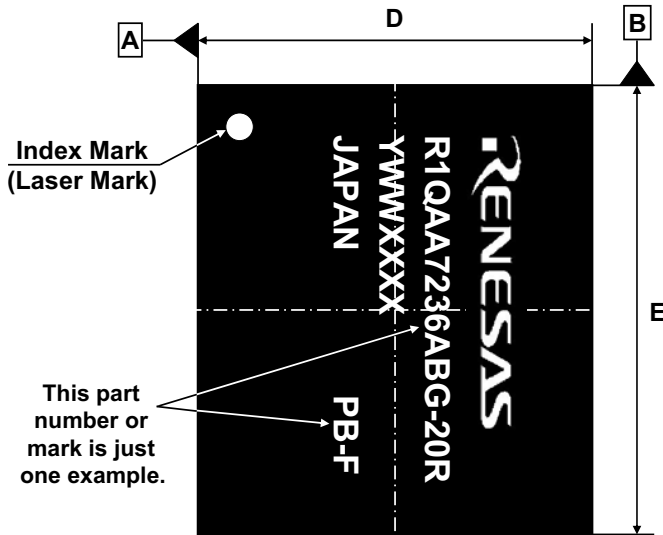 A
D
B
Index Mark
(Laser Mark)
RENESAS
R1QAA7236ABG-20R
YWWXXXX
JAPAN
PB-F
E
This part
number or
mark is just
one example.